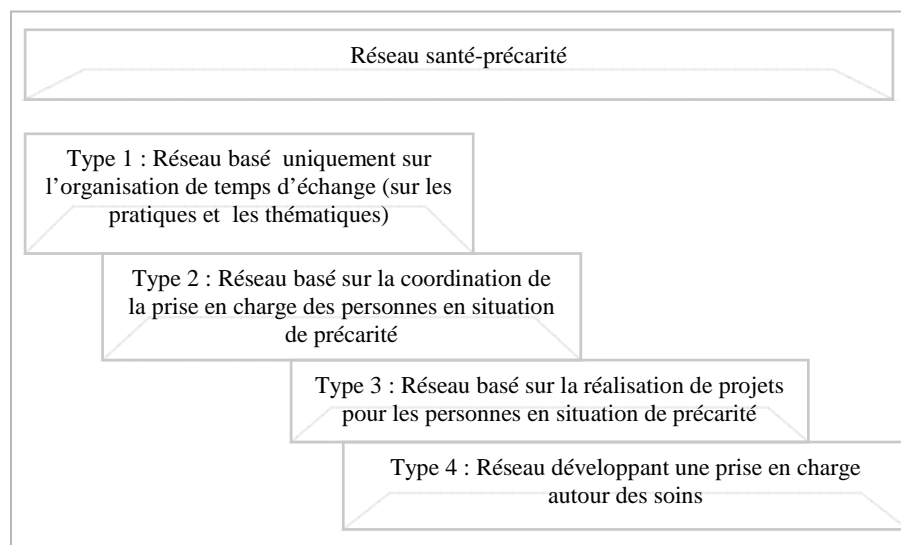 Réseau santé-précarité
Type 1 : Réseau basé uniquement sur
l’organisation de temps d’échange (sur les
pratiques et les thématiques)
Type 2 : Réseau basé sur la coordination de
la prise en charge des personnes en situation
de précarité
Type 3 : Réseau basé sur la réalisation de projets
pour les personnes en situation de précarité
Type 4 : Réseau développant une prise en charge
autour des soins